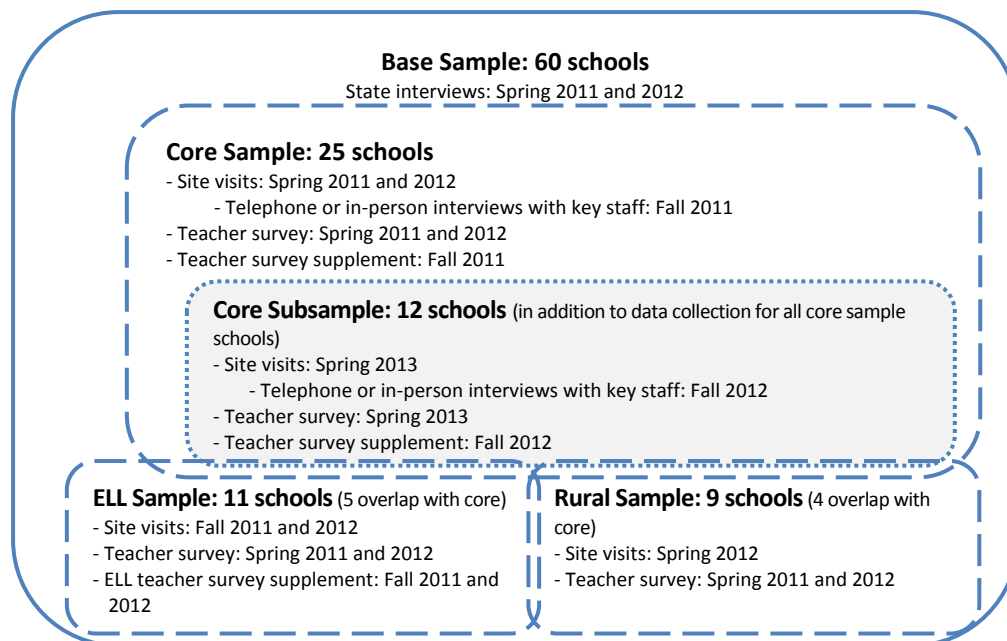 Base Sample: 60 schools
State interviews: Spring 2011 and 2012
Core Sample: 25 schools
- Site visits: Spring 2011 and 2012
- Telephone or in-person interviews with key staff: Fall 2011
- Teacher survey: Spring 2011 and 2012
- Teacher survey supplement: Fall 2011
Core Subsample: 12 schools (in addition to data collection for all core sample
schools)
- Site visits: Spring 2013
- Telephone or in-person interviews with key staff: Fall 2012
- Teacher survey: Spring 2013
- Teacher survey supplement: Fall 2012
ELL Sample: 11 schools (5 overlap with core)
- Site visits: Fall 2011 and 2012
- Teacher survey: Spring 2011 and 2012
- ELL teacher survey supplement: Fall 2011 and
2012
Rural Sample: 9 schools (4 overlap with
core)
- Site visits: Spring 2012
- Teacher survey: Spring 2011 and 2012